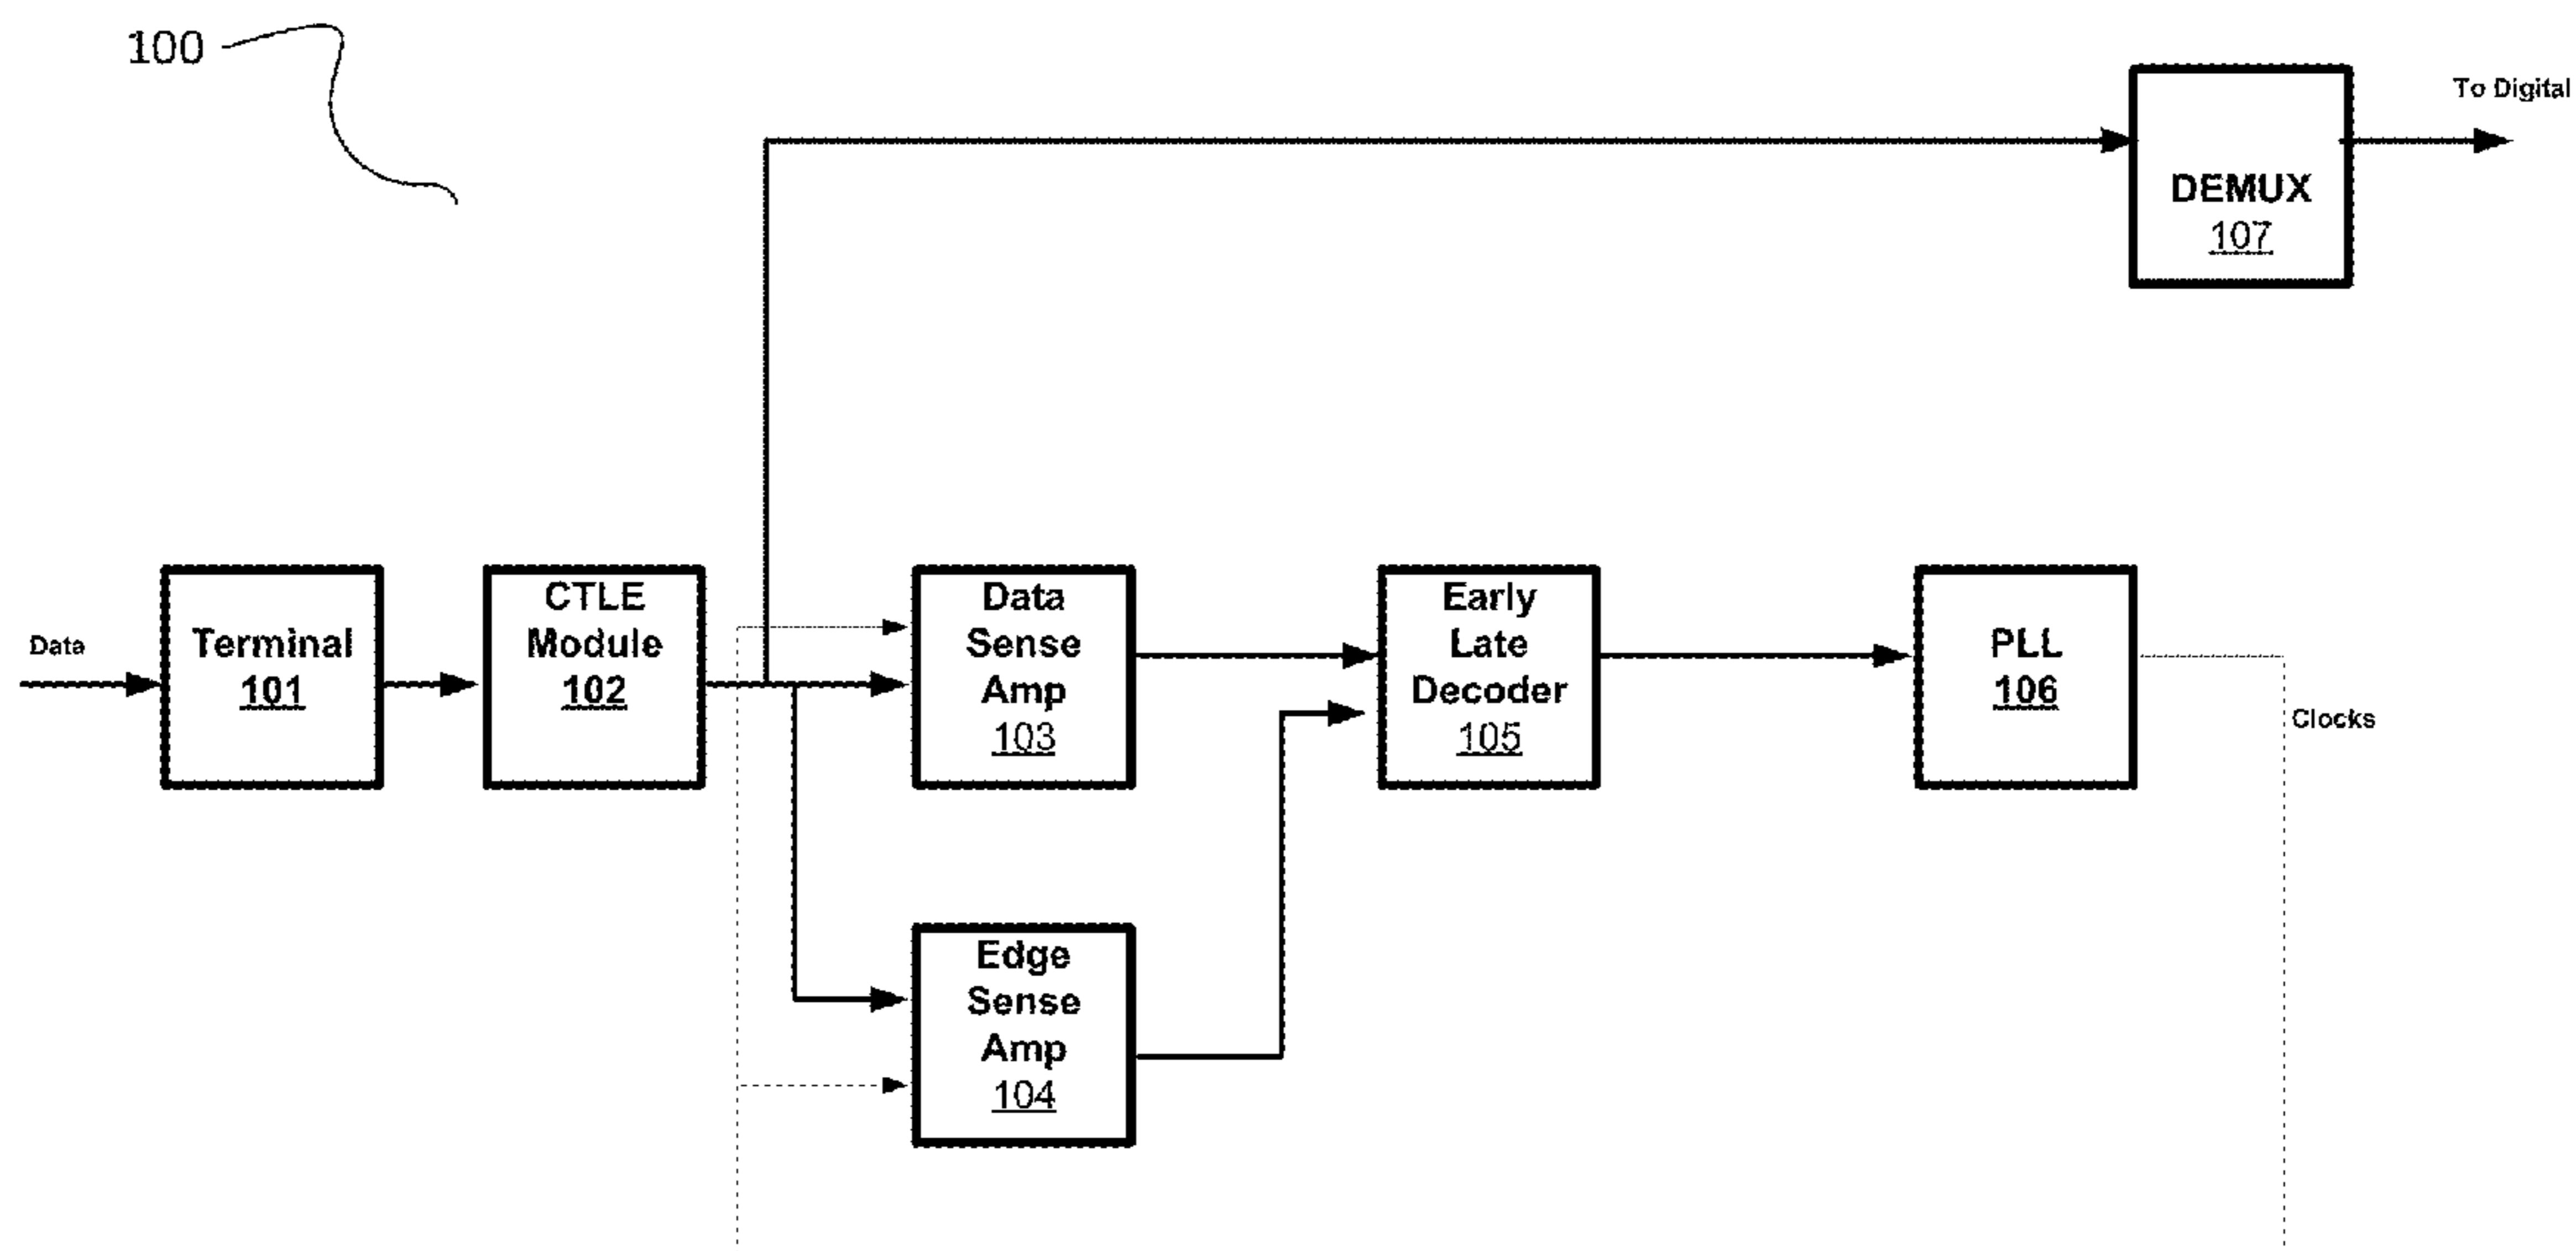 100
To Digital
DEMUX
107
Data
Terminal
101
CTLE
Module
102
Data
Sense
Amp
103
Early
Late
Decoder
105
PLL
106
Clocks
Edge
Sense
Amp
104